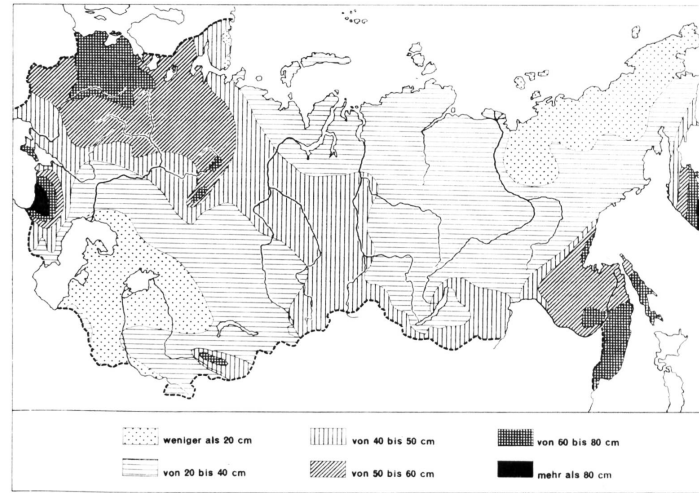 weniger als 20 cm
von 40 bis 50 cm
von 60 bis 80 cm
von 20 bis 40 cm
von 50 bis 60 cm
mehr als 80 cm